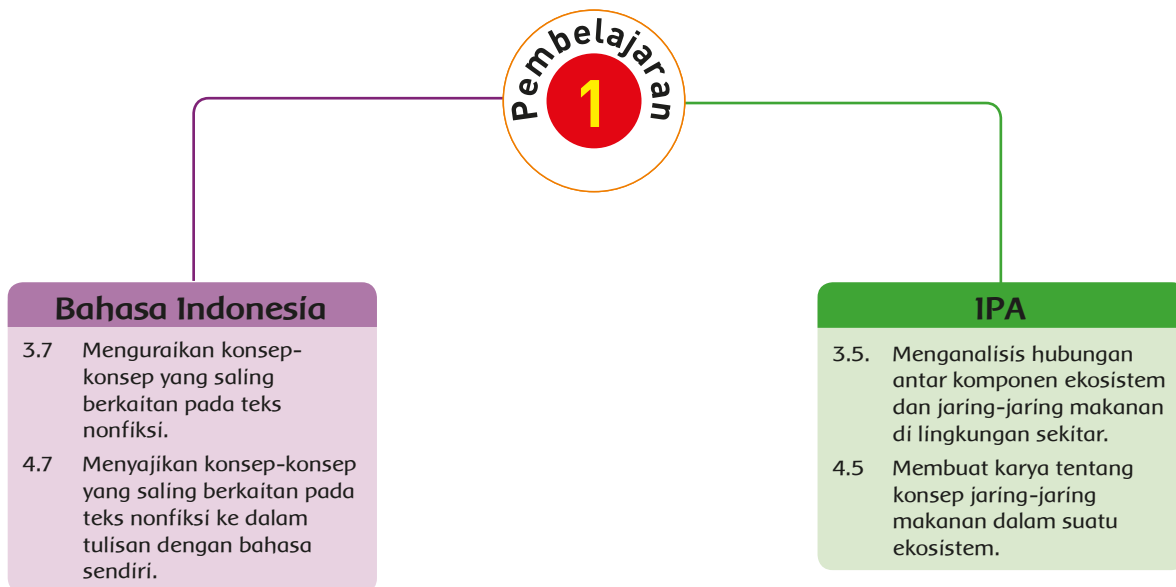 Pembelajaran
1
Bahasa Indonesia
3.7 Menguraikan konsep-
konsep yang saling
berkaitan pada teks
nonfiksi.
4.7 Menyajikan konsep-konsep
yang saling berkaitan pada
teks nonfiksi ke dalam
tulisan dengan bahasa
sendiri.
IPA
3.5. Menganalisis hubungan
antar komponen ekosistem
dan jaring-jaring makanan
di lingkungan sekitar.
4.5 Membuat karya tentang
konsep jaring-jaring
makanan dalam suatu
ekosistem.